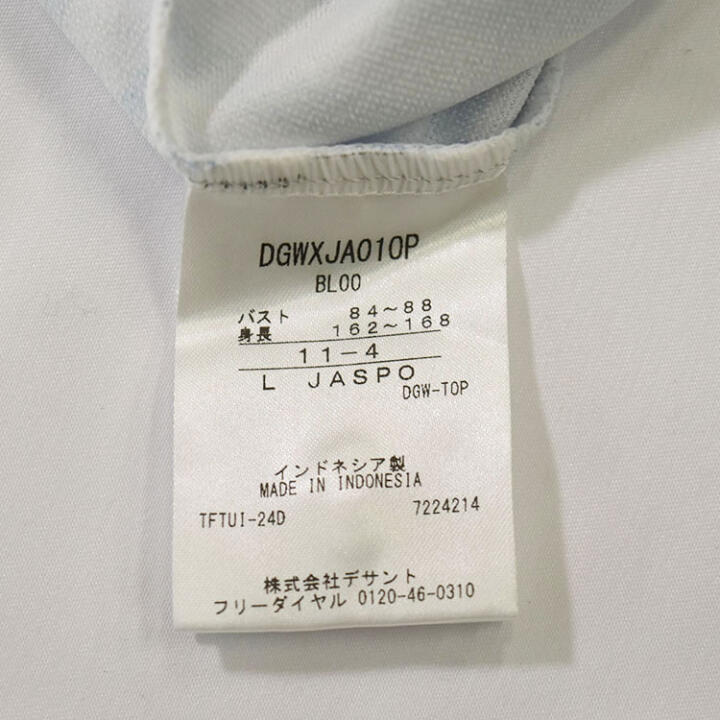 DGWXJA010P
BL00
バスト 84～88
身長 162～168
11-4
L JASPO
DGW-TOP
インドネシア製
MADE IN INDONESIA
TFTUI-24D 7224214
株式会社デサント
フリーダイヤル 0120-46-0310